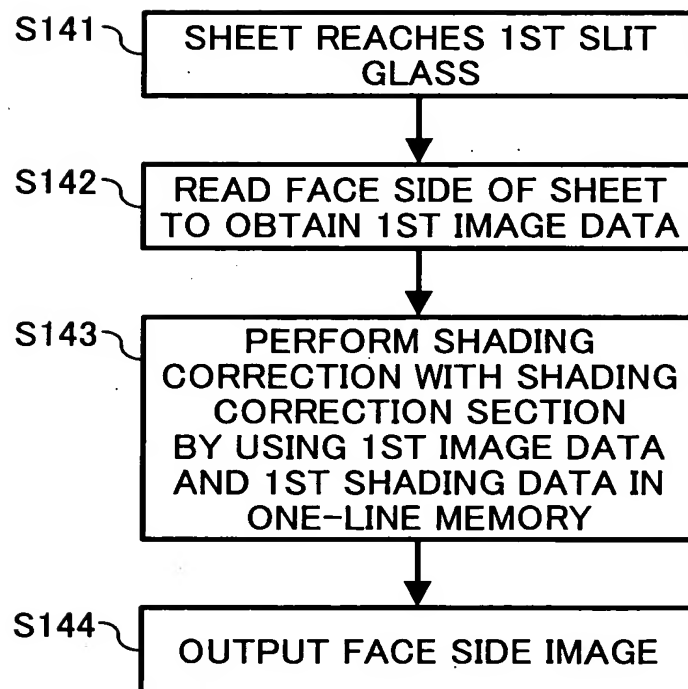 S141
SHEET REACHES 1ST SLIT
GLASS
S142
READ FACE SIDE OF SHEET
TO OBTAIN 1ST IMAGE DATA
S143
PERFORM SHADING
CORRECTION WITH SHADING
CORRECTION SECTION
BY USING 1ST IMAGE DATA
AND 1ST SHADING DATA IN
ONE-LINE MEMORY
S144
OUTPUT FACE SIDE IMAGE